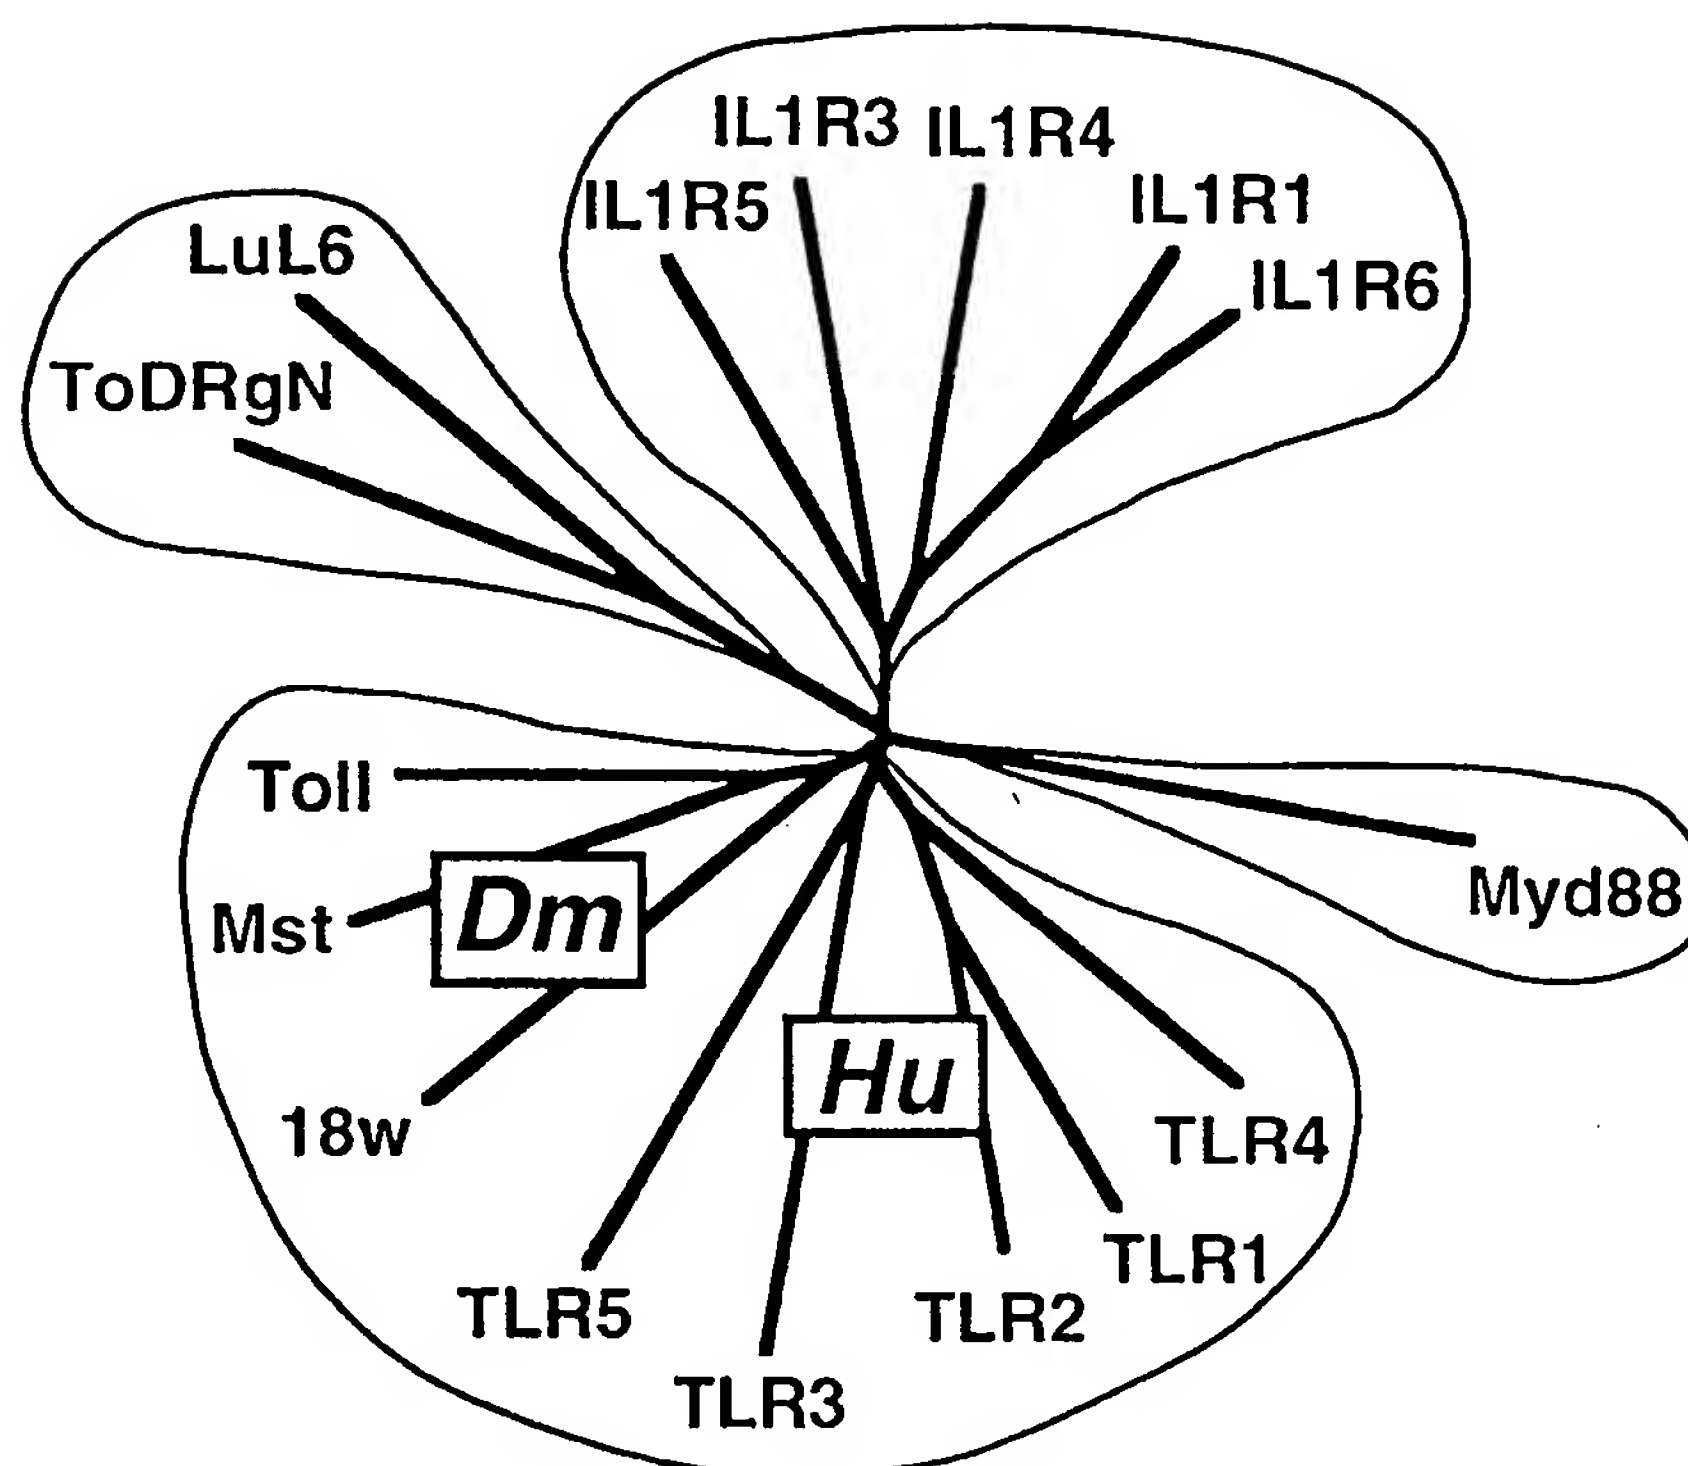 IL1R3
IL1R4
IL1R5
IL1R1
LuL6
IL1R6
ToDRgN
Toll
Myd88
Mst
Dm
Hu
18w
TLR4
TLR1
TLR5
TLR2
TLR3